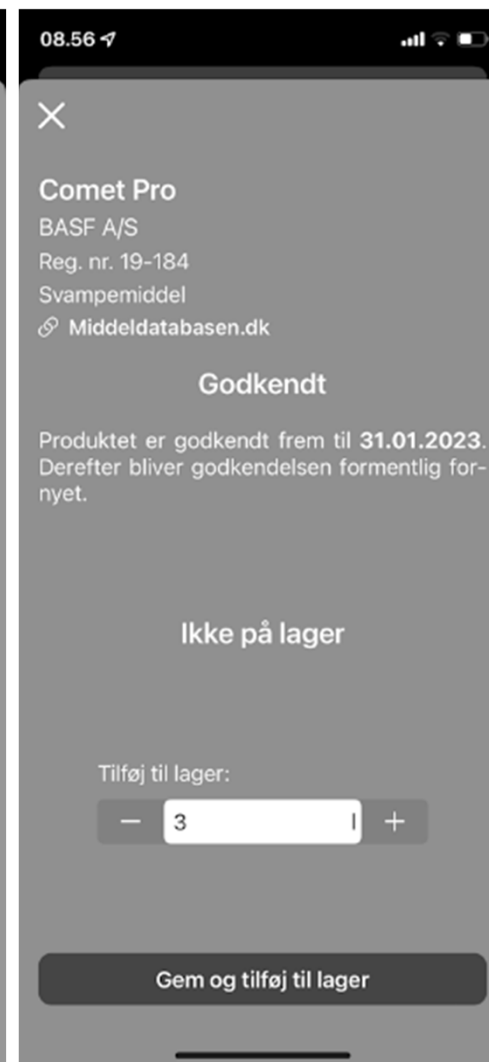 08.56
Comet Pro
BASF A/S
Reg. nr. 19-184
Svampemiddel
Middeldatabasen.dk
Godkendt
Produktet er godkendt frem til 31.01.2023.
Derefter bliver godkendelsen formentlig for-
nyet.
Ikke på lager
Tilføj til lager:
− 3 l +
Gem og tilføj til lager